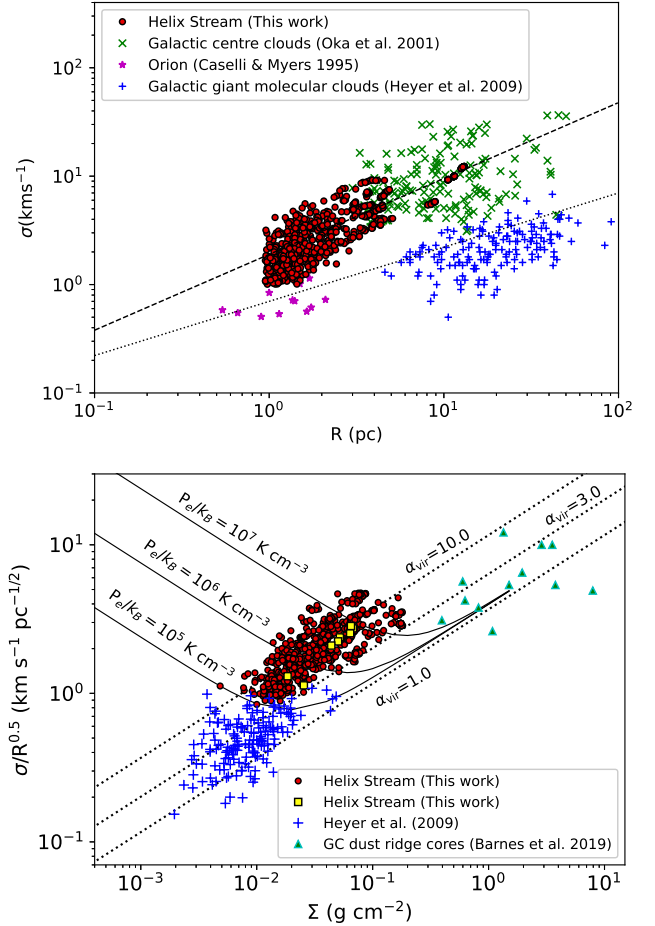 Helix Stream (This work)
Galactic centre clouds (Oka et al. 2001)
Orion (Caselli & Myers 1995)
Galactic giant molecular clouds (Heyer et al. 2009)
10²
10¹
10⁰
10⁻¹
σ(kms⁻¹)
10⁻¹ 10⁰ 10¹ 10²
R (pc)
Pₑ/k_B = 10⁷ K cm⁻³
Pₑ/k_B = 10⁶ K cm⁻³
Pₑ/k_B = 10⁵ K cm⁻³
α_vir=10.0
α_vir=3.0
α_vir=1.0
10¹
10⁰
10⁻¹
σ/R⁰·⁵ (km s⁻¹ pc⁻¹/²)
Helix Stream (This work)
Helix Stream (This work)
Heyer et al. (2009)
GC dust ridge cores (Barnes et al. 2019)
10⁻³ 10⁻² 10⁻¹ 10⁰ 10¹
Σ (g cm⁻²)